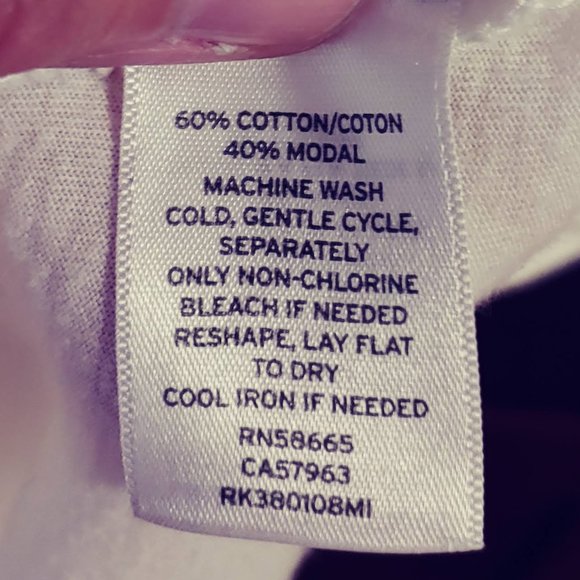 60% COTTON/COTON
40% MODAL
MACHINE WASH
COLD, GENTLE CYCLE,
SEPARATELY
ONLY NON-CHLORINE
BLEACH IF NEEDED
RESHAPE, LAY FLAT
TO DRY
COOL IRON IF NEEDED
RN58665
CA57963
RK380108MI